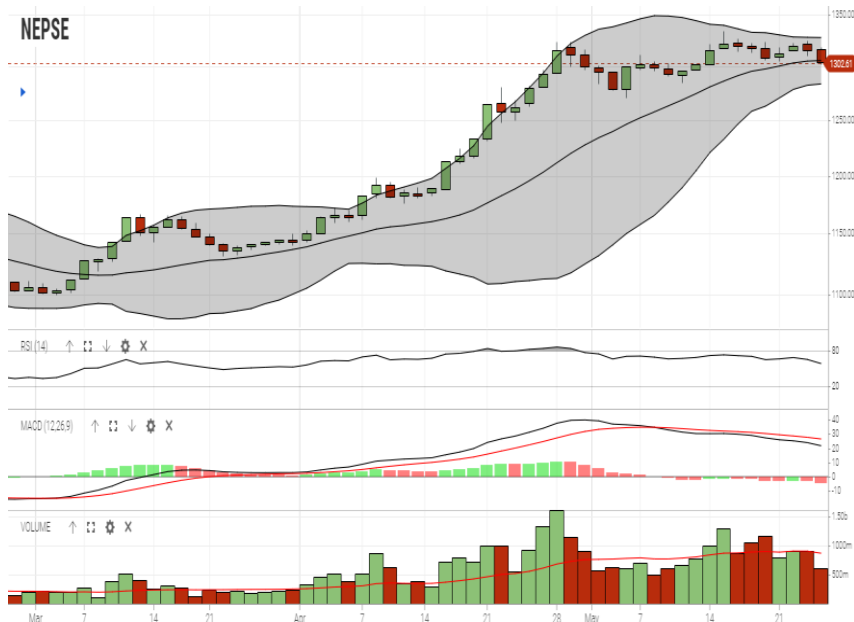 NEPSE
1350.00
1302.61
1250.00
1200.00
1150.00
1100.00
RSI (14)
80
20
MACD (12,26,9)
40
30
20
10
0
-10
VOLUME
1.50b
1000m
500m
Mar 7 14 21 Apr 7 14 21 28 May 7 14 21